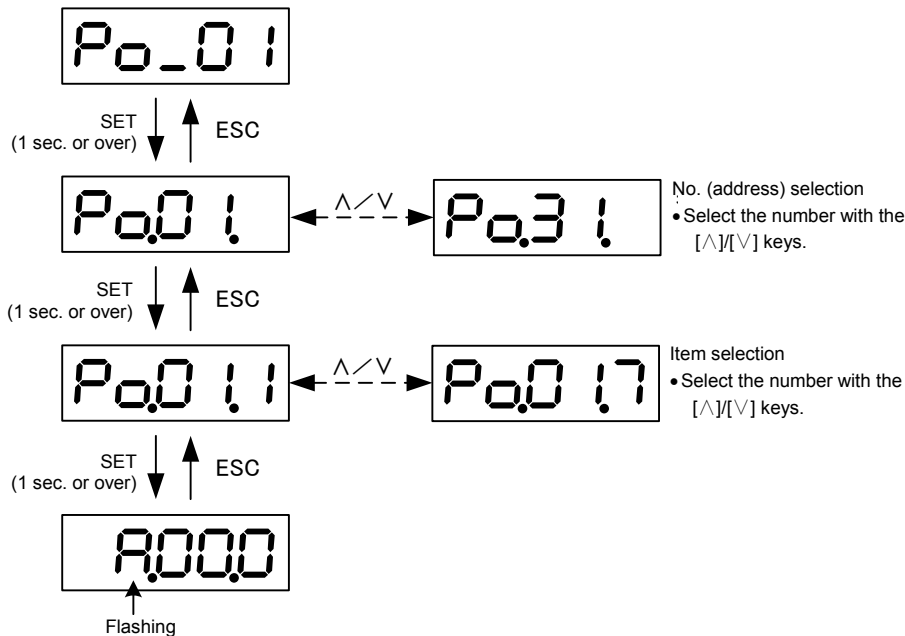 Po_01
SET
(1 sec. or over)
ESC
Po.01.
∧/∨
Po.31.
No. (address) selection
• Select the number with the
[∧]/[∨] keys.
SET
(1 sec. or over)
ESC
Po.01.1
∧/∨
Po.01.7
Item selection
• Select the number with the
[∧]/[∨] keys.
SET
(1 sec. or over)
ESC
A.00.0
Flashing